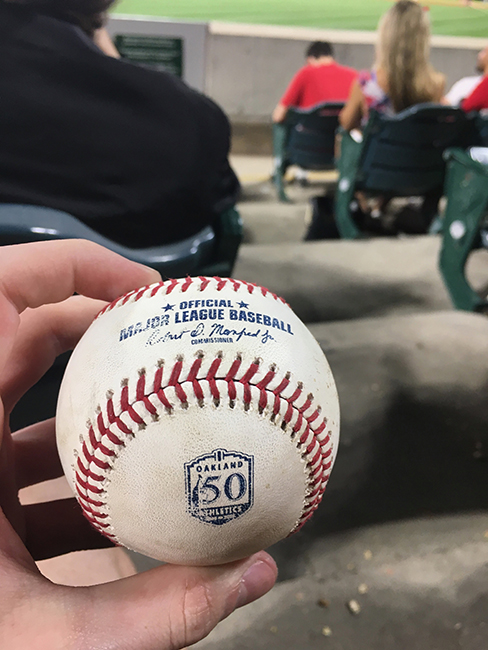 ★ OFFICIAL ★
MAJOR LEAGUE BASEBALL
Robert D. Manfred Jr.
COMMISSIONER
OAKLAND
50
ATHLETICS